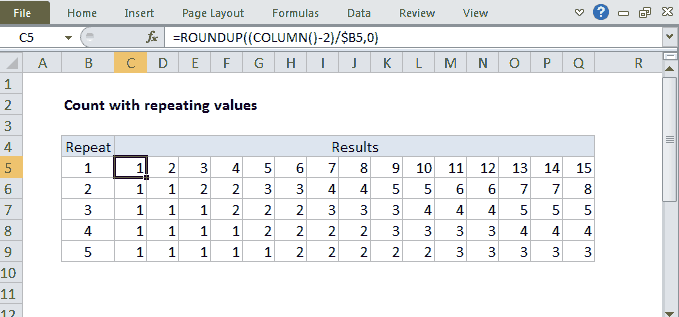 File Home Insert Page Layout Formulas Data Review View
C5 fx =ROUNDUP((COLUMN()-2)/$B5,0)
A B C D E F G H I J K L M N O P Q R
1
2 Count with repeating values
3
4 Repeat Results
5 1 1 2 3 4 5 6 7 8 9 10 11 12 13 14 15
6 2 1 1 2 2 3 3 4 4 5 5 6 6 7 7 8
7 3 1 1 1 2 2 2 3 3 3 4 4 4 5 5 5
8 4 1 1 1 1 2 2 2 2 3 3 3 3 4 4 4
9 5 1 1 1 1 1 2 2 2 2 2 3 3 3 3 3
10
11
12